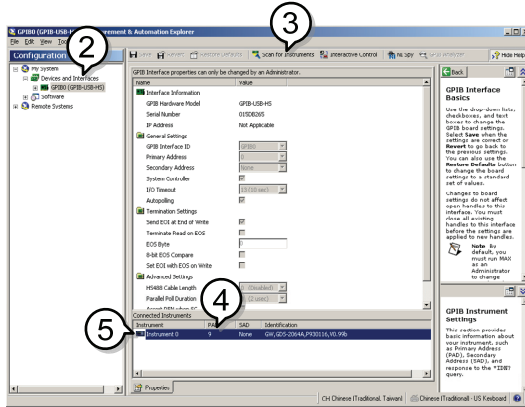 GPIB0 (GPIB-USB-HS) - Measurement & Automation Explorer
File Edit View Tools
Save Revert Restore Defaults Scan for Instruments Interactive Control NI Spy GPIB Analyzer Hide Help
Configuration
My System
Devices and Interfaces
GPIB0 (GPIB-USB-HS)
Software
Remote Systems
2
3
4
5
GPIB Interface properties can only be changed by an Administrator.
Name Value
Interface Information
GPIB Hardware Model GPIB-USB-HS
Serial Number 015DB265
IP Address Not Applicable
General Settings
GPIB Interface ID GPIB0
Primary Address 0
Secondary Address None
System Controller
I/O Timeout 13 (10 sec)
Autopolling
Termination Settings
Send EOI at End of Write
Terminate Read on EOS
EOS Byte 0
8-bit EOS Compare
Set EOI with EOS on Write
Advanced Settings
HS488 Cable Length 0 (Disabled)
Parallel Poll Duration (2 usec)
Connected Instruments
Instrument PAD SAD Identification
Instrument 0 9 None GW,GDS-2064A,P930116,V0.99b
Properties
Back
GPIB Interface Basics
Use the drop-down lists,
checkboxes, and text
boxes to change the
GPIB board settings.
Select Save when the
settings are correct or
Revert to go back to
the previous settings.
You can also use the
Restore Defaults button
to change the board
settings to a standard
set of values.
Changes to board
settings do not affect
open handles to this
interface. You must
close all existing
handles to this interface
before the settings are
applied to new handles.
Note By
default, you
must run MAX
as an
Administrator
to change
GPIB Instrument
Settings
This section provides
basic information about
your instrument, such
as Primary Address
(PAD), Secondary
Address (SAD), and
response to the *IDN?
query.
CH Chinese (Traditional, Taiwan) Chinese (Traditional) - US Keyboard